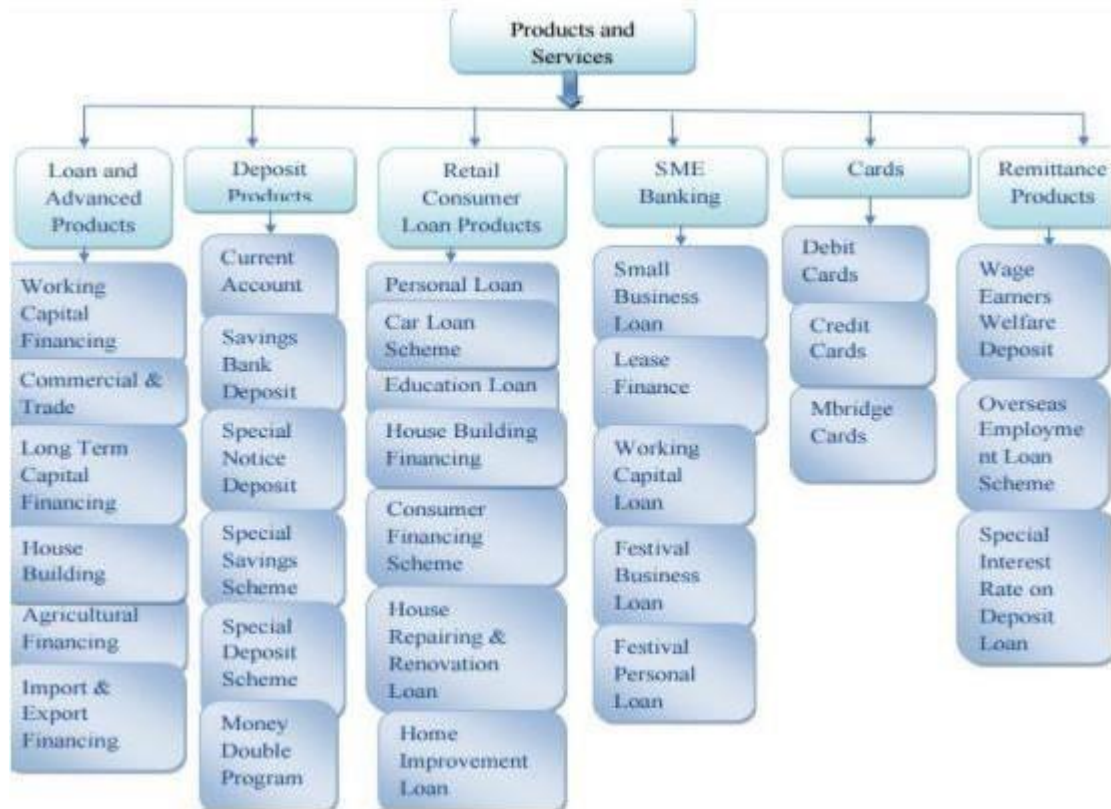 Products and
Services
Loan and
Advanced
Products
Working
Capital
Financing
Commercial &
Trade
Long Term
Capital
Financing
House
Building
Agricultural
Financing
Import &
Export
Financing
Deposit
Products
Current
Account
Savings
Bank
Deposit
Special
Notice
Deposit
Special
Savings
Scheme
Special
Deposit
Scheme
Money
Double
Program
Retail
Consumer
Loan Products
Personal Loan
Car Loan
Scheme
Education Loan
House Building
Financing
Consumer
Financing
Scheme
House
Repairing &
Renovation
Loan
Home
Improvement
Loan
SME
Banking
Small
Business
Loan
Lease
Finance
Working
Capital
Loan
Festival
Business
Loan
Festival
Personal
Loan
Cards
Debit
Cards
Credit
Cards
Mbridge
Cards
Remittance
Products
Wage
Earners
Welfare
Deposit
Overseas
Employme
nt Loan
Scheme
Special
Interest
Rate on
Deposit
Loan